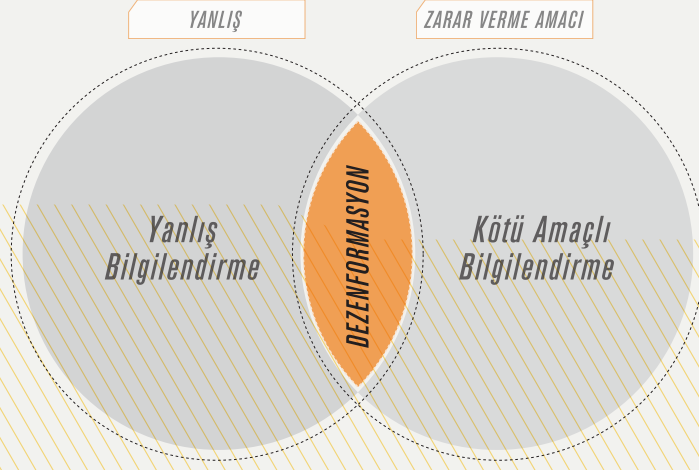 YANLIŞ
ZARAR VERME AMACI
Yanlış
Bilgilendirme
DEZENFORMASYON
Kötü Amaçlı
Bilgilendirme